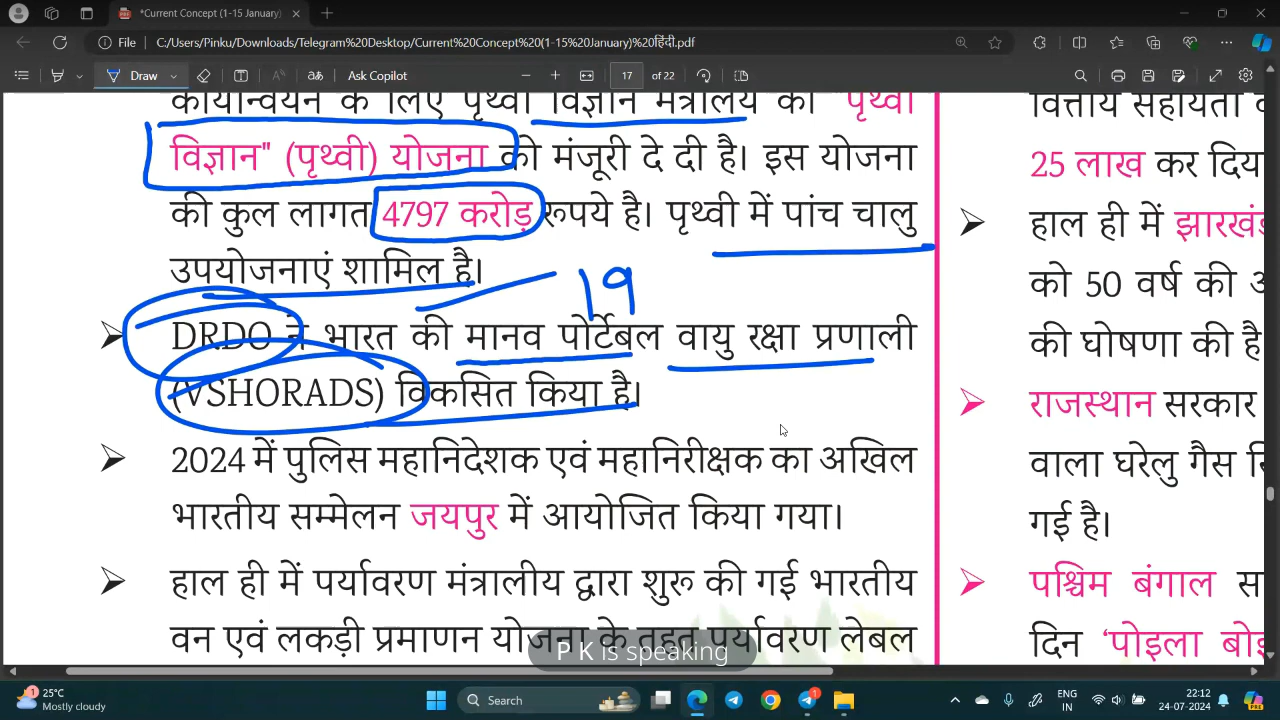 *Current Concept (1-15 January)
File C:/Users/Pinku/Downloads/Telegram%20Desktop/Current%20Concept(1-15%20January)%20हिंदी.pdf
Draw Ask Copilot 17 of 22
कार्यान्वयन के लिए पृथ्वी विज्ञान मंत्रालय की "पृथ्वी
विज्ञान" (पृथ्वी) योजना को मंजूरी दे दी है। इस योजना
की कुल लागत 4797 करोड़ रूपये है। पृथ्वी में पांच चालु
उपयोजनाएं शामिल है।
19
DRDO ने भारत की मानव पोर्टेबल वायु रक्षा प्रणाली
(VSHORADS) विकसित किया है।
2024 में पुलिस महानिदेशक एवं महानिरीक्षक का अखिल
भारतीय सम्मेलन जयपुर में आयोजित किया गया।
हाल ही में पर्यावरण मंत्रालीय द्वारा शुरू की गई भारतीय
वन एवं लकड़ी प्रमाणन योजना के तहत पर्यावरण लेबल
वित्तीय सहायता
25 लाख कर दिय
हाल ही में झारखंड
को 50 वर्ष की
की घोषणा की है
राजस्थान सरकार
वाला घरेलु गैस
गई है।
पश्चिम बंगाल स
दिन 'पोइला बोइ
P K is speaking
25°C
Mostly cloudy
Search
ENG
IN
22:12
24-07-2024